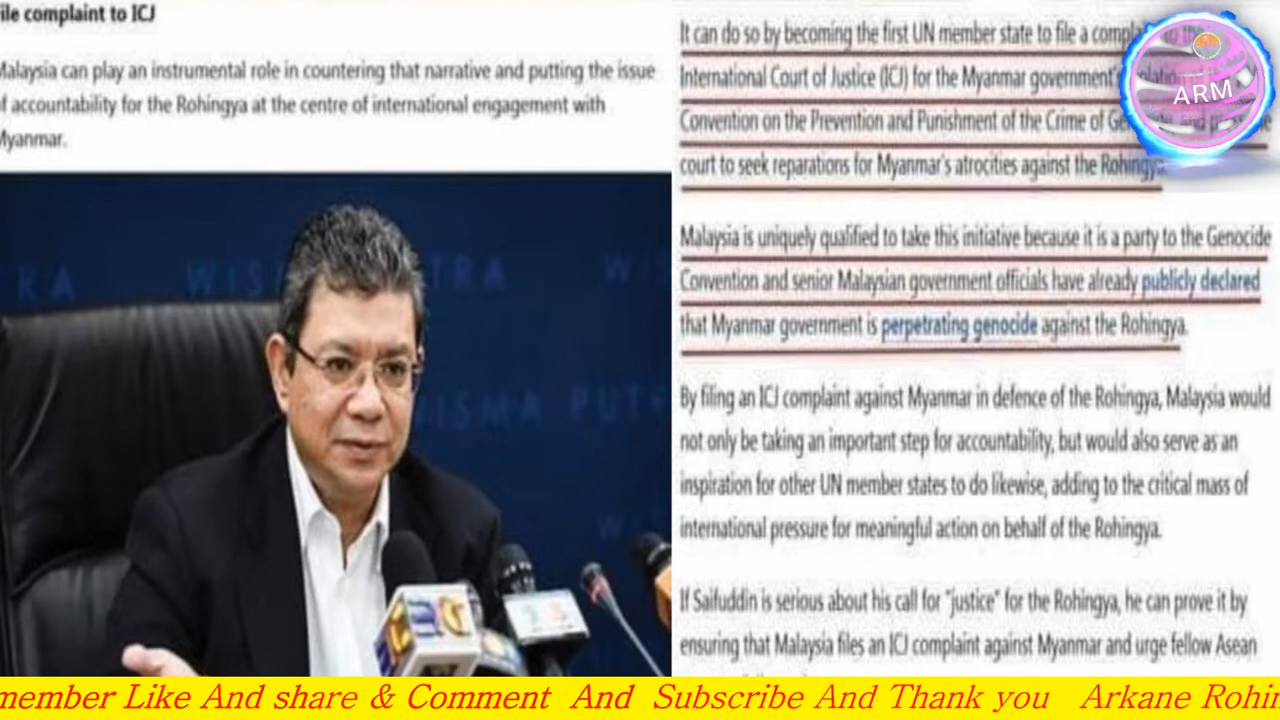 ile complaint to ICJ
Malaysia can play an instrumental role in countering that narrative and putting the issue
of accountability for the Rohingya at the centre of international engagement with
Myanmar.
RA WISMA TRA WI
WISMA PUT
It can do so by becoming the first UN member state to file a
International Court of Justice (ICJ) for the Myanmar government's
Convention on the Prevention and Punishment of the Crime of
court to seek reparations for Myanmar's atrocities against the Rohingya
Malaysia is uniquely qualified to take this initiative because it is a party to the Genocide
Convention and senior Malaysian government officials have already publicly declared
that Myanmar government is perpetrating genocide against the Rohingya.
By filing an ICJ complaint against Myanmar in defence of the Rohingya, Malaysia would
not only be taking an important step for accountability, but would also serve as an
inspiration for other UN member states to do likewise, adding to the critical mass of
international pressure for meaningful action on behalf of the Rohingya.
If Saifuddin is serious about his call for "justice" for the Rohingya, he can prove it by
ensuring that Malaysia files an ICJ complaint against Myanmar and urge fellow Asean
ARM
member Like And share & Comment And Subscribe And Thank you Arkane Rohin